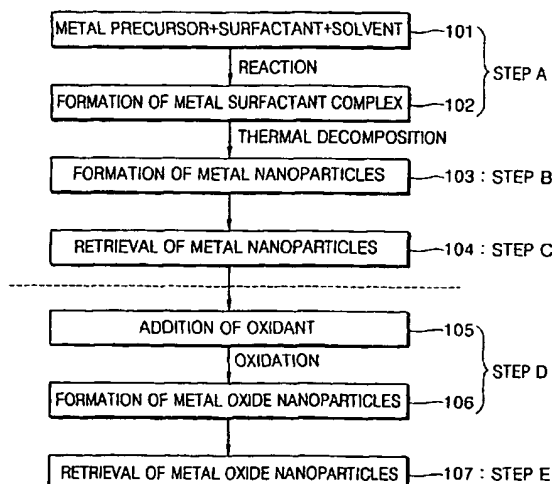 METAL PRECURSOR+SURFACTANT+SOLVENT 101
REACTION
STEP A
FORMATION OF METAL SURFACTANT COMPLEX 102
THERMAL DECOMPOSITION
FORMATION OF METAL NANOPARTICLES 103 : STEP B
RETRIEVAL OF METAL NANOPARTICLES 104 : STEP C
ADDITION OF OXIDANT 105
OXIDATION
STEP D
FORMATION OF METAL OXIDE NANOPARTICLES 106
RETRIEVAL OF METAL OXIDE NANOPARTICLES 107 : STEP E